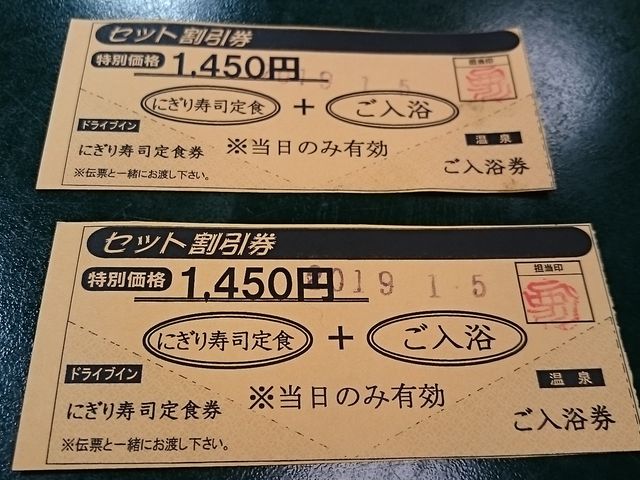 セット割引券
特別価格 1,450円
2019 1 5
担当印
にぎり寿司定食 + ご入浴
ドライブイン
にぎり寿司定食券
※当日のみ有効
温泉
ご入浴券
※伝票と一緒にお渡し下さい。
セット割引券
特別価格 1,450円
2019 1 5
担当印
にぎり寿司定食 + ご入浴
ドライブイン
にぎり寿司定食券
※当日のみ有効
温泉
ご入浴券
※伝票と一緒にお渡し下さい。